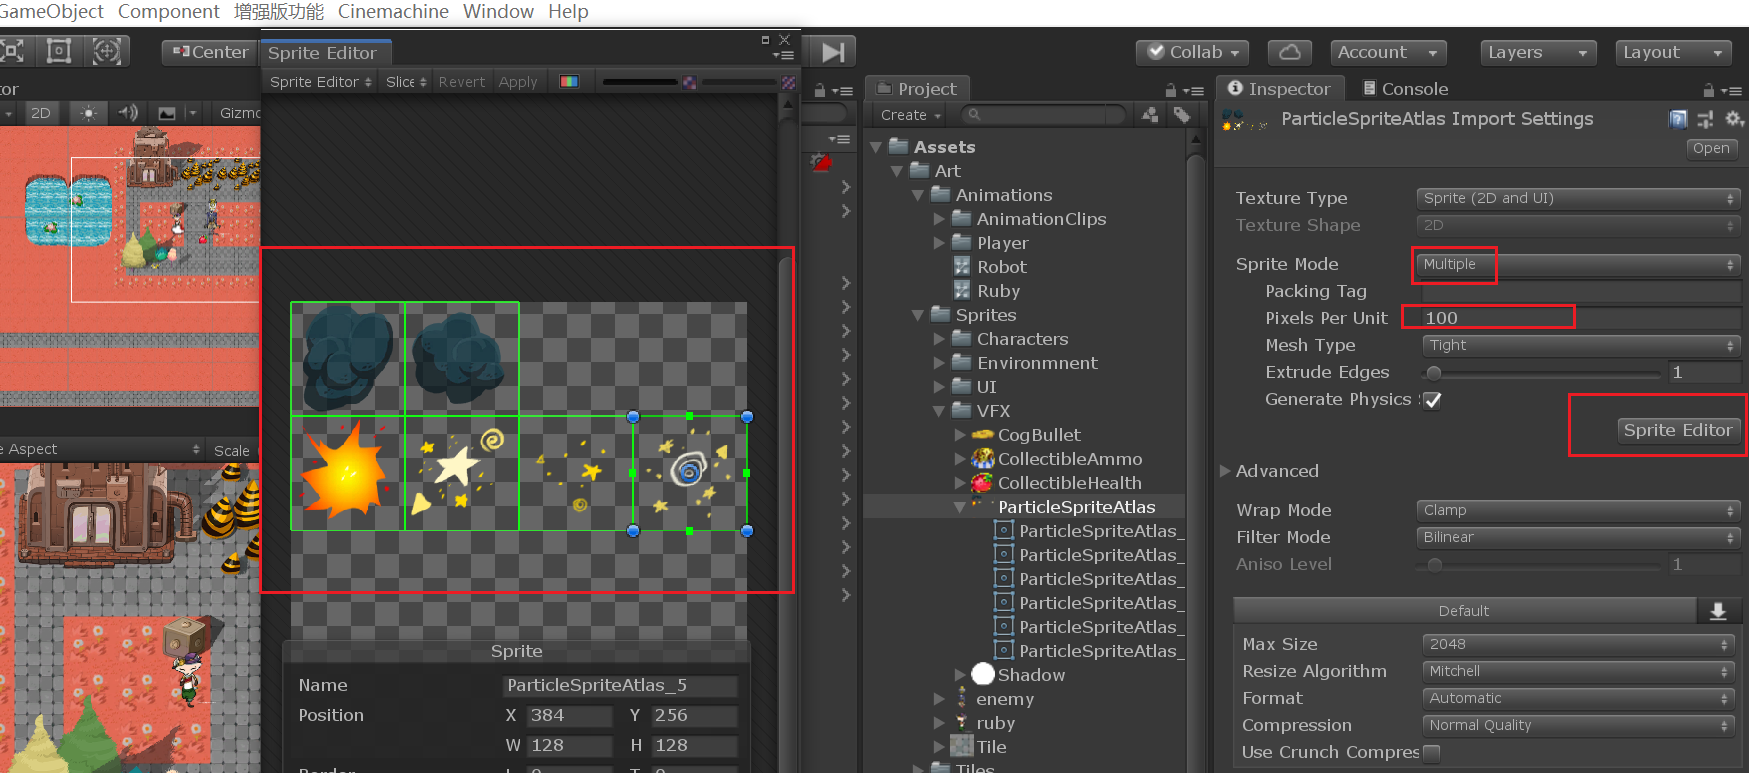 GameObject Component 增强版功能 Cinemachine Window Help
Center
Sprite Editor
Collab
Account
Layers
Layout
Sprite Editor Slice Revert Apply
2D
Gizmo
Aspect
Scale
Sprite
Name ParticleSpriteAtlas_5
Position X 384 Y 256
W 128 H 128
Border L 0 T 0
Project
Create
Assets
Art
Animations
AnimationClips
Player
Robot
Ruby
Sprites
Characters
Environmnent
UI
VFX
CogBullet
CollectibleAmmo
CollectibleHealth
ParticleSpriteAtlas
ParticleSpriteAtlas_
ParticleSpriteAtlas_
ParticleSpriteAtlas_
ParticleSpriteAtlas_
ParticleSpriteAtlas_
ParticleSpriteAtlas_
Shadow
enemy
ruby
Tile
Tiles
Inspector Console
ParticleSpriteAtlas Import Settings
Open
Texture Type Sprite (2D and UI)
Texture Shape 2D
Sprite Mode Multiple
Packing Tag
Pixels Per Unit 100
Mesh Type Tight
Extrude Edges 1
Generate Physics
Sprite Editor
Advanced
Wrap Mode Clamp
Filter Mode Bilinear
Aniso Level 1
Default
Max Size 2048
Resize Algorithm Mitchell
Format Automatic
Compression Normal Quality
Use Crunch Compres